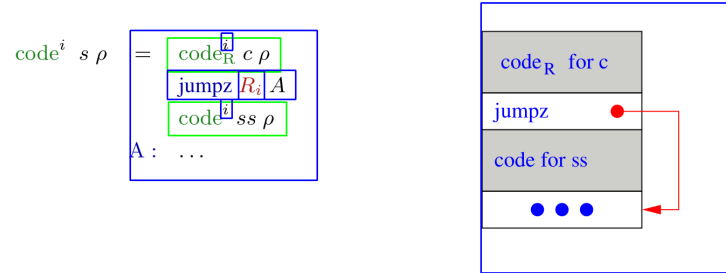 code^i s ρ = code_R^i c ρ
jumpz R_i A
code^i ss ρ
A : ...
code_R for c
jumpz
code for ss